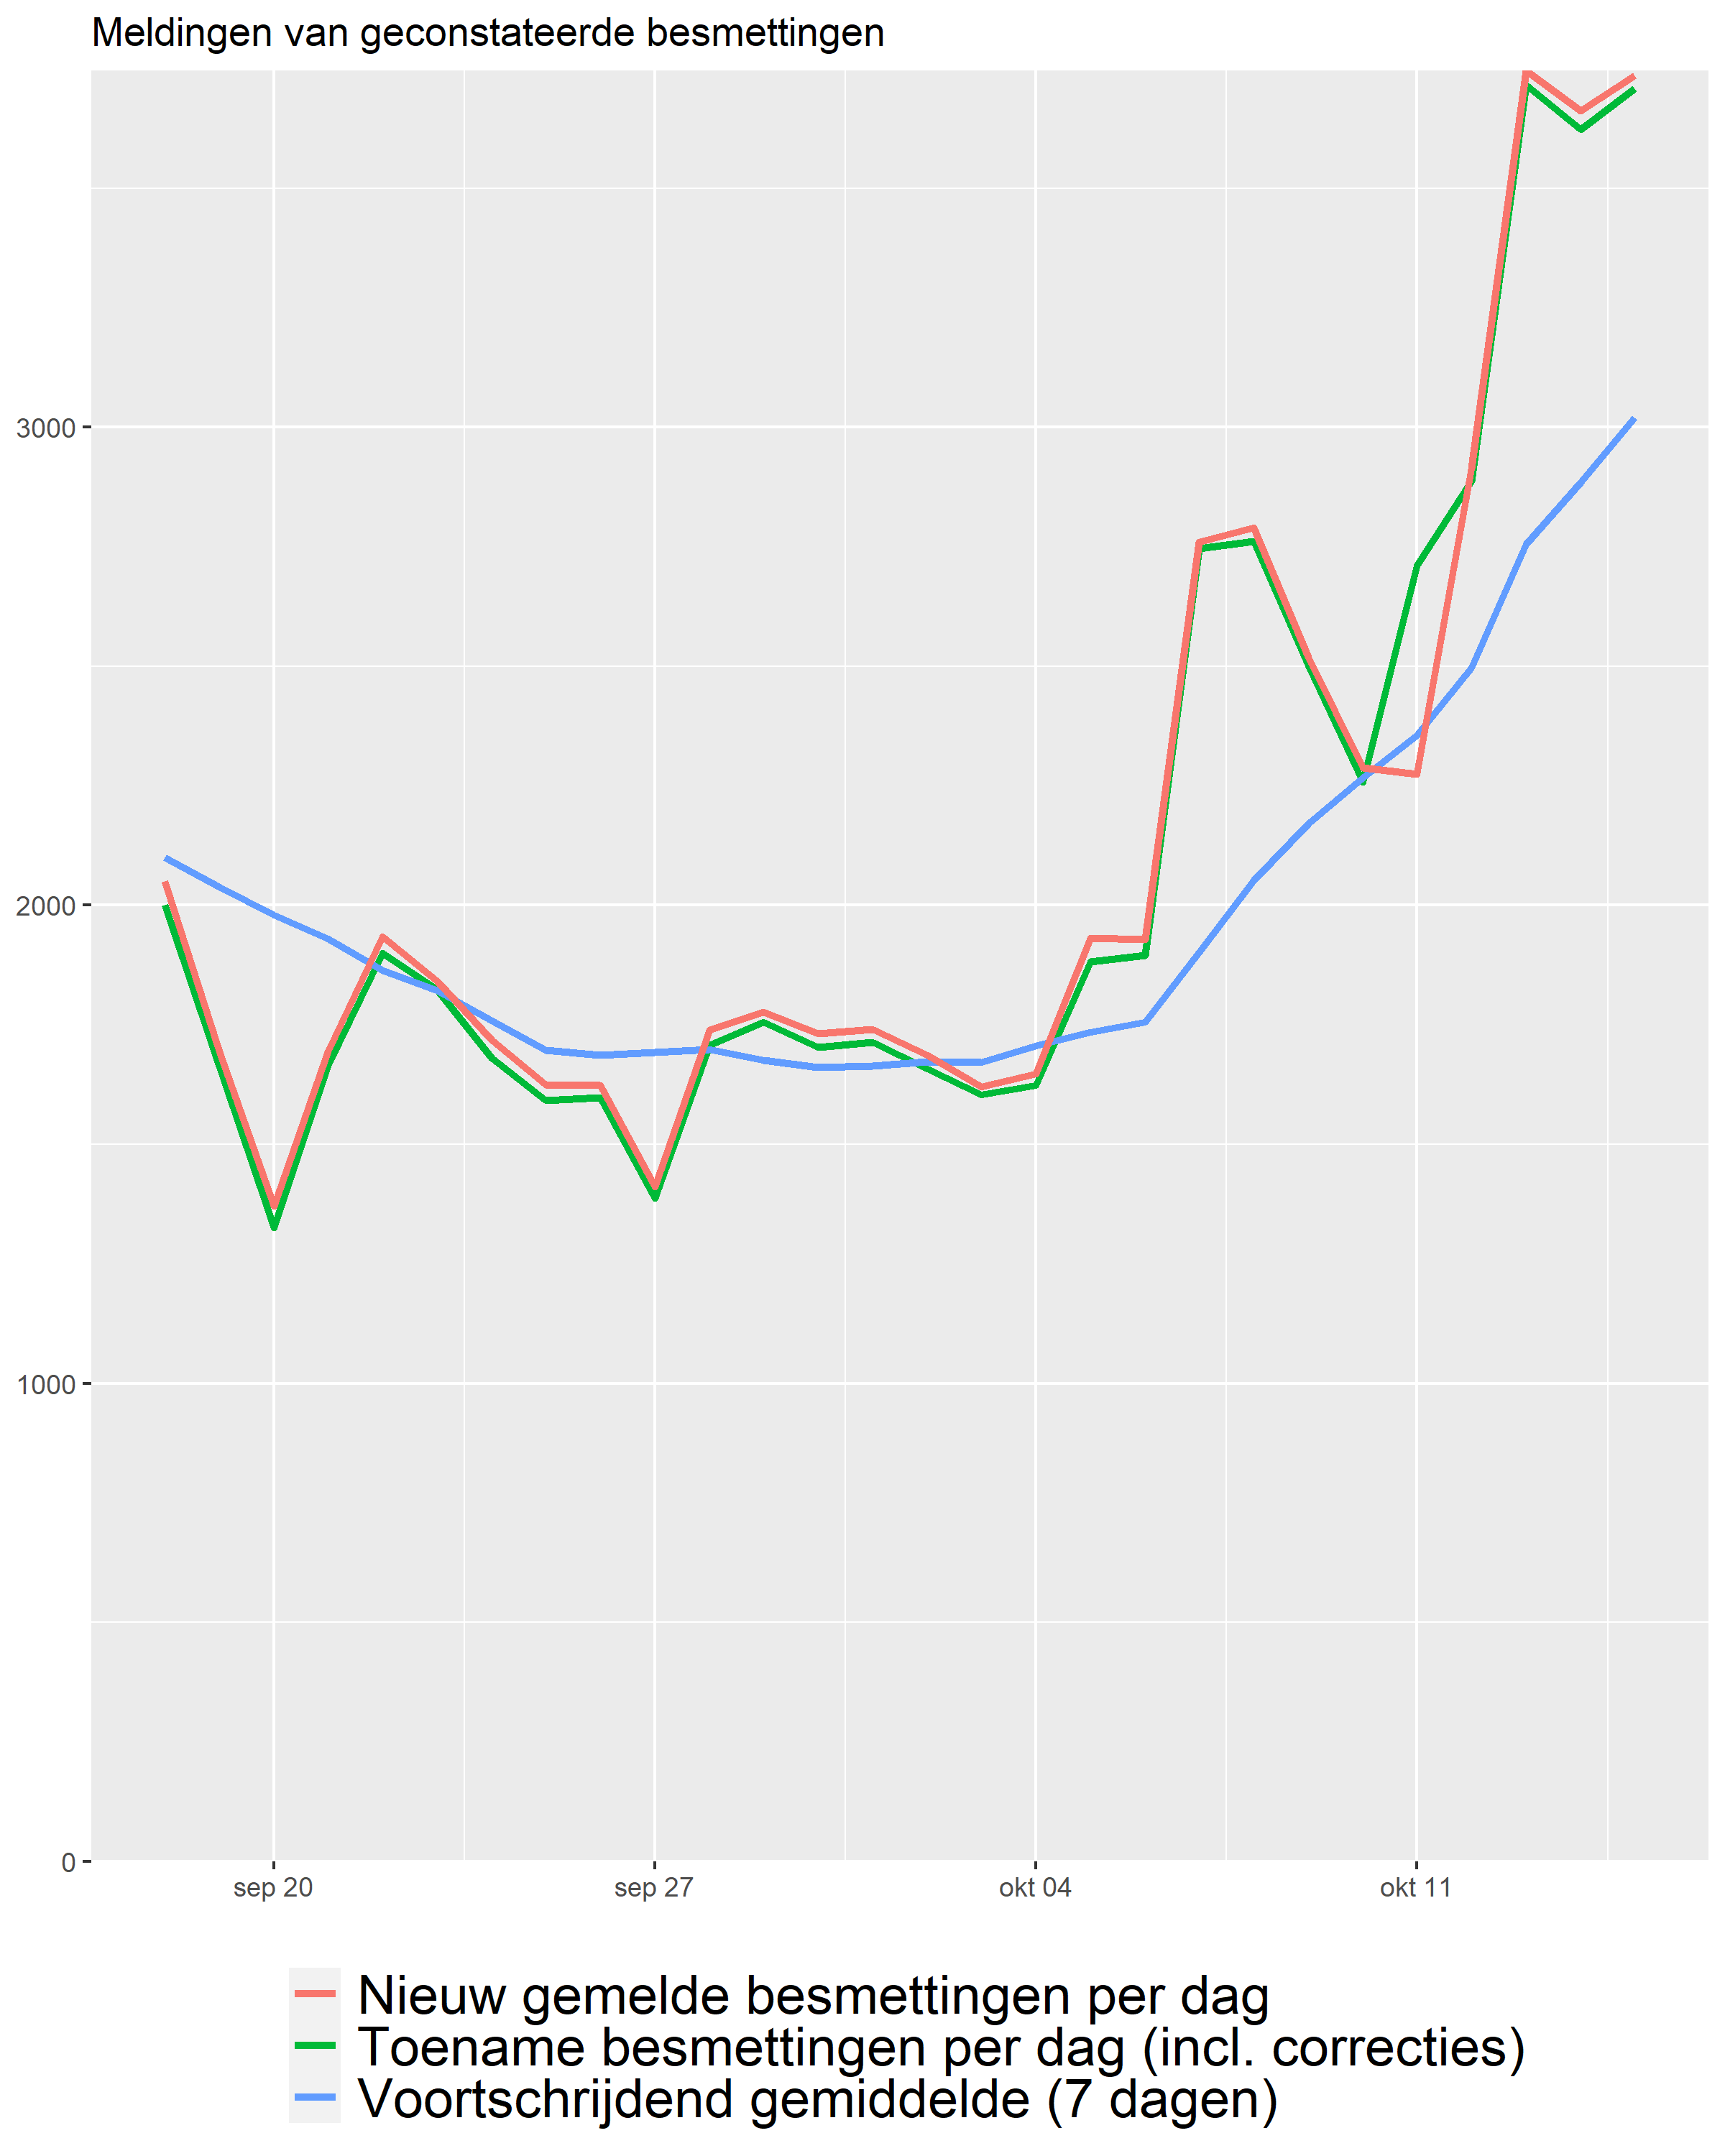 Meldingen van geconstateerde besmettingen
3000
2000
1000
0
sep 20
sep 27
okt 04
okt 11
Nieuw gemelde besmettingen per dag
Toename besmettingen per dag (incl. correcties)
Voortschrijdend gemiddelde (7 dagen)